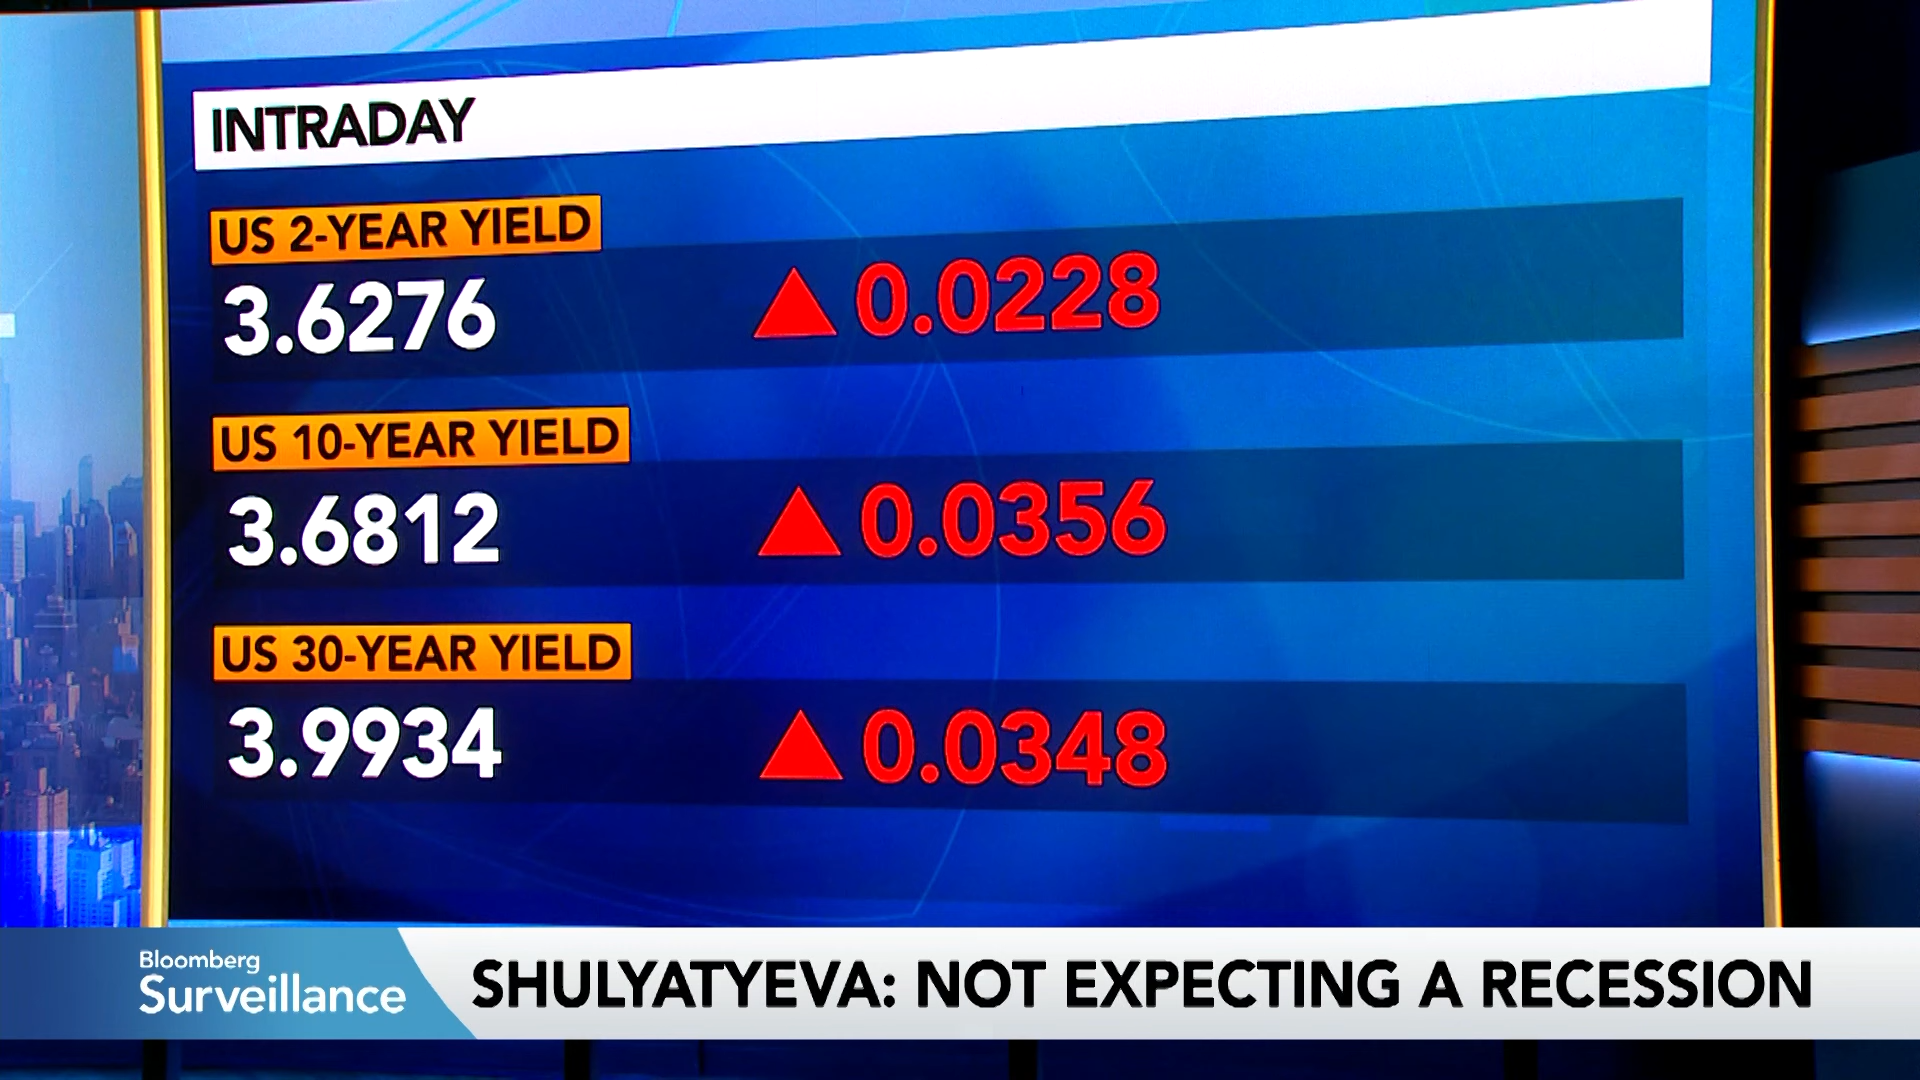 INTRADAY
US 2-YEAR YIELD
3.6276 ▲0.0228
US 10-YEAR YIELD
3.6812 ▲0.0356
US 30-YEAR YIELD
3.9934 ▲0.0348
Bloomberg
Surveillance
SHULYATYEVA: NOT EXPECTING A RECESSION